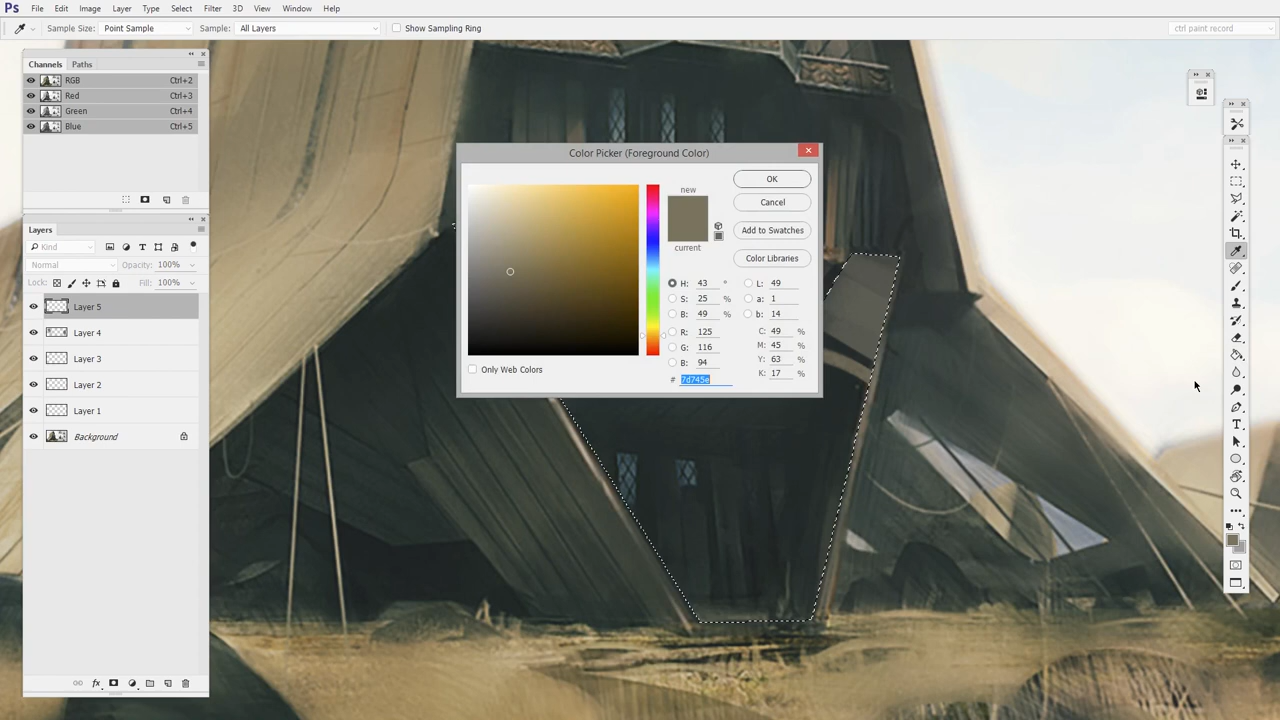 Ps File Edit Image Layer Type Select Filter 3D View Window Help
Sample Size: Point Sample Sample: All Layers Show Sampling Ring ctrl paint record
Channels Paths
RGB Ctrl+2
Red Ctrl+3
Green Ctrl+4
Blue Ctrl+5
Layers
Kind
Normal Opacity: 100%
Lock: Fill: 100%
Layer 5
Layer 4
Layer 3
Layer 2
Layer 1
Background
fx
Color Picker (Foreground Color)
new
current
OK
Cancel
Add to Swatches
Color Libraries
H: 43 ° L: 49
S: 25 % a: 1
B: 49 % b: 14
R: 125 C: 49 %
G: 116 M: 45 %
B: 94 Y: 63 %
K: 17 %
# 7d745e
Only Web Colors